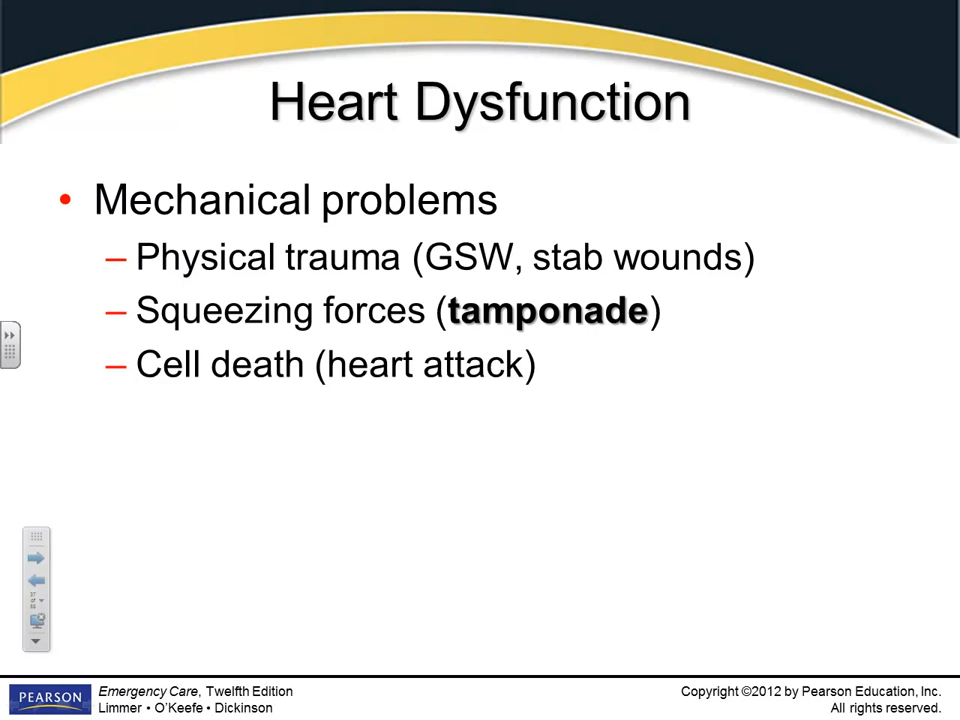 Heart Dysfunction
• Mechanical problems
– Physical trauma (GSW, stab wounds)
– Squeezing forces (tamponade)
– Cell death (heart attack)
PEARSON
Emergency Care, Twelfth Edition
Limmer • O’Keefe • Dickinson
Copyright ©2012 by Pearson Education, Inc.
All rights reserved.